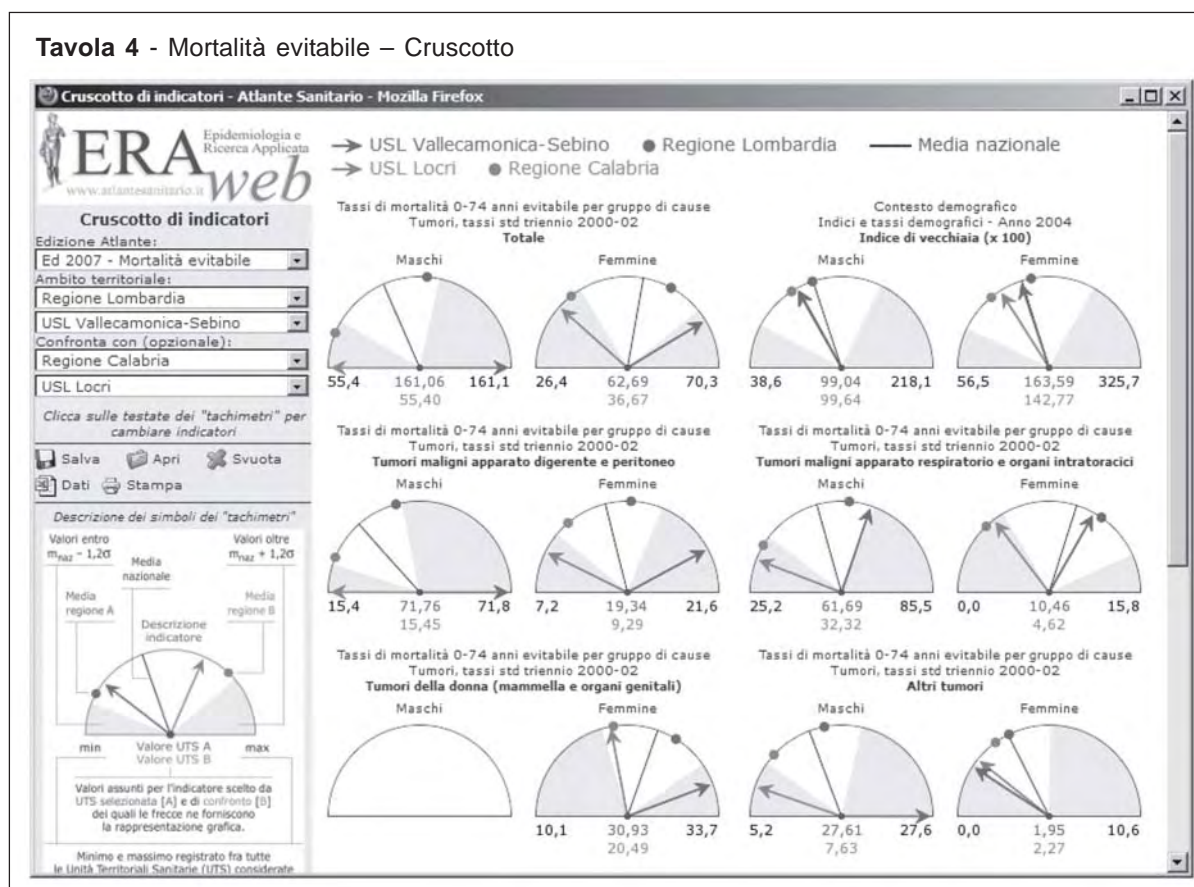 Tavola 4 - Mortalità evitabile – Cruscotto
Cruscotto di indicatori - Atlante Sanitario - Mozilla Firefox
ERA Epidemiologia e
Ricerca Applicata
web
www.atlantesanitario.it
USL Vallecamonica-Sebino Regione Lombardia Media nazionale
USL Locri Regione Calabria
Cruscotto di indicatori
Edizione Atlante:
Ed 2007 - Mortalità evitabile
Ambito territoriale:
Regione Lombardia
USL Vallecamonica-Sebino
Confronta con (opzionale):
Regione Calabria
USL Locri
Clicca sulle testate dei "tachimetri" per
cambiare indicatori
Salva Apri Svuota
Dati Stampa
Descrizione dei simboli dei "tachimetri"
Valori entro
mnaz - 1,2σ
Valori oltre
mnaz + 1,2σ
Media
nazionale
Media
regione A
Media
regione B
Descrizione
indicatore
min Valore UTS A max
Valore UTS B
Valori assunti per l'indicatore scelto da
UTS selezionata [A] e di confronto [B]
dei quali le frecce ne forniscono
la rappresentazione grafica.
Minimo e massimo registrato fra tutte
le Unità Territoriali Sanitarie (UTS) considerate
Tassi di mortalità 0-74 anni evitabile per gruppo di cause
Tumori, tassi std triennio 2000-02
Totale
Maschi Femmine
55,4 161,06 161,1 26,4 62,69 70,3
55,40 36,67
Contesto demografico
Indici e tassi demografici - Anno 2004
Indice di vecchiaia (x 100)
Maschi Femmine
38,6 99,04 218,1 56,5 163,59 325,7
99,64 142,77
Tassi di mortalità 0-74 anni evitabile per gruppo di cause
Tumori, tassi std triennio 2000-02
Tumori maligni apparato digerente e peritoneo
Maschi Femmine
15,4 71,76 71,8 7,2 19,34 21,6
15,45 9,29
Tassi di mortalità 0-74 anni evitabile per gruppo di cause
Tumori, tassi std triennio 2000-02
Tumori maligni apparato respiratorio e organi intratoracici
Maschi Femmine
25,2 61,69 85,5 0,0 10,46 15,8
32,32 4,62
Tassi di mortalità 0-74 anni evitabile per gruppo di cause
Tumori, tassi std triennio 2000-02
Tumori della donna (mammella e organi genitali)
Maschi Femmine
10,1 30,93 33,7
20,49
Tassi di mortalità 0-74 anni evitabile per gruppo di cause
Tumori, tassi std triennio 2000-02
Altri tumori
Maschi Femmine
5,2 27,61 27,6 0,0 1,95 10,6
7,63 2,27